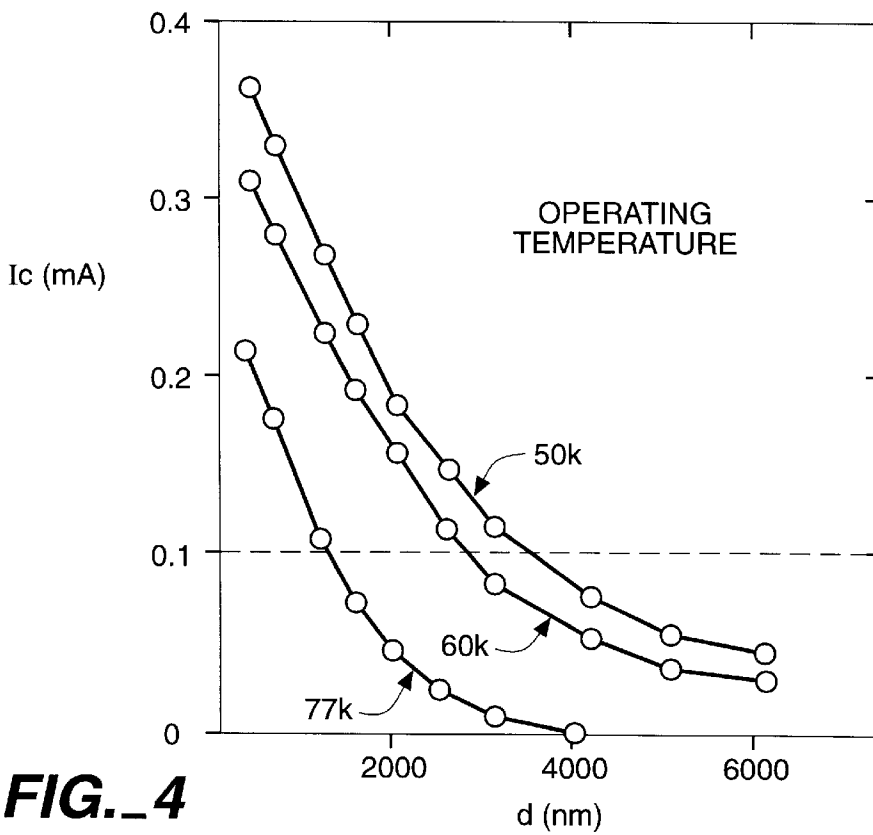 0.4
0.3
OPERATING
TEMPERATURE
Ic (mA)
0.2
50k
0.1
60k
77k
0
2000
4000
6000
FIG._4
d (nm)